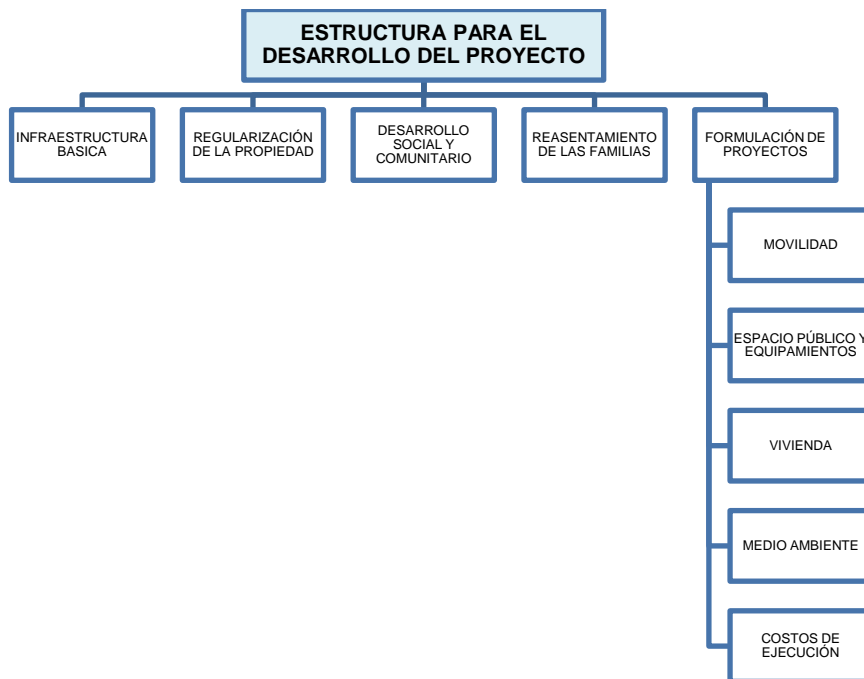 ESTRUCTURA PARA EL
DESARROLLO DEL PROYECTO
INFRAESTRUCTURA
BASICA
REGULARIZACIÓN
DE LA PROPIEDAD
DESARROLLO
SOCIAL Y
COMUNITARIO
REASENTAMIENTO
DE LAS FAMILIAS
FORMULACIÓN DE
PROYECTOS
MOVILIDAD
ESPACIO PÚBLICO Y
EQUIPAMIENTOS
VIVIENDA
MEDIO AMBIENTE
COSTOS DE
EJECUCIÓN